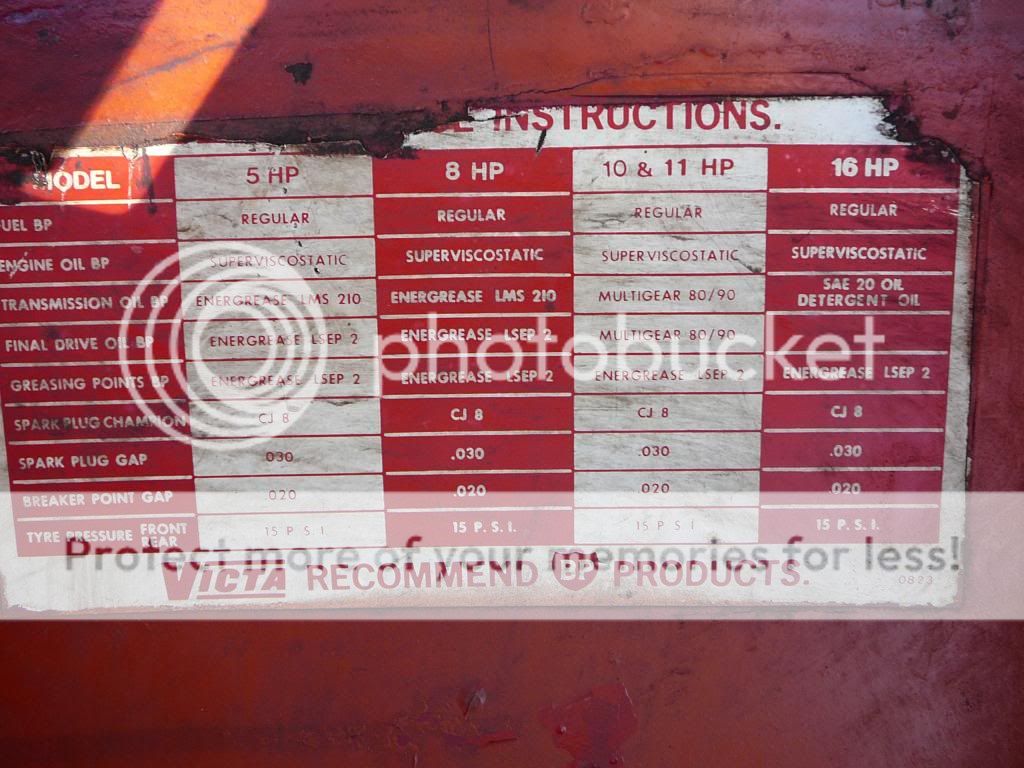 INSTRUCTIONS.
MODEL 5 HP 8 HP 10 & 11 HP 16 HP
FUEL BP REGULAR REGULAR REGULAR REGULAR
ENGINE OIL BP SUPERVISCOSTATIC SUPERVISCOSTATIC SUPERVISCOSTATIC SUPERVISCOSTATIC
TRANSMISSION OIL BP ENERGREASE LMS 210 ENERGREASE LMS 210 MULTIGEAR 80/90 SAE 20 OIL
DETERGENT OIL
FINAL DRIVE OIL BP ENERGREASE LSEP 2 ENERGREASE LSEP 2 MULTIGEAR 80/90
GREASING POINTS BP ENERGREASE LSEP 2 ENERGREASE LSEP 2 ENERGREASE LSEP 2 ENERGREASE LSEP 2
SPARK PLUG CHAMPION CJ 8 CJ 8 CJ 8 CJ 8
SPARK PLUG GAP .030 .030 .030 .030
BREAKER POINT GAP .020 .020 .020 .020
TYRE PRESSURE FRONT 15 P.S.I. 15 P.S.I. 15 P.S.I. 15 P.S.I.
REAR
VICTA RECOMMEND BP PRODUCTS.
0823
photobucket
Protect more of your memories for less!